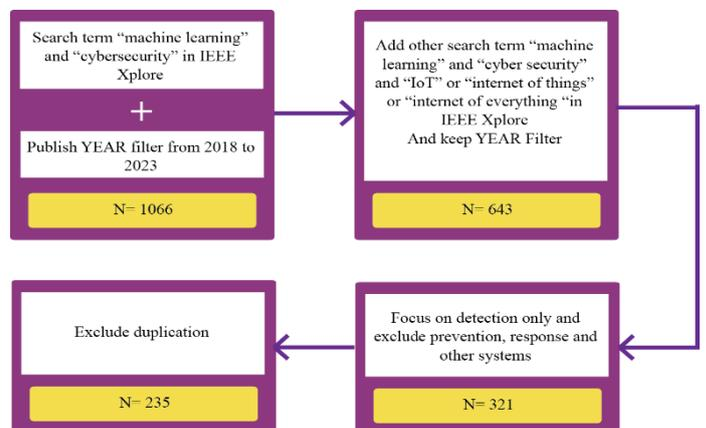 Search term “machine learning”
and “cybersecurity” in IEEE
Xplore
+
Publish YEAR filter from 2018 to
2023
N= 1066
Add other search term “machine
learning” and “cyber security”
and “IoT” or “internet of things”
or “internet of everything “in
IEEE Xplore
And keep YEAR Filter
N= 643
Focus on detection only and
exclude prevention, response and
other systems
N= 321
Exclude duplication
N= 235